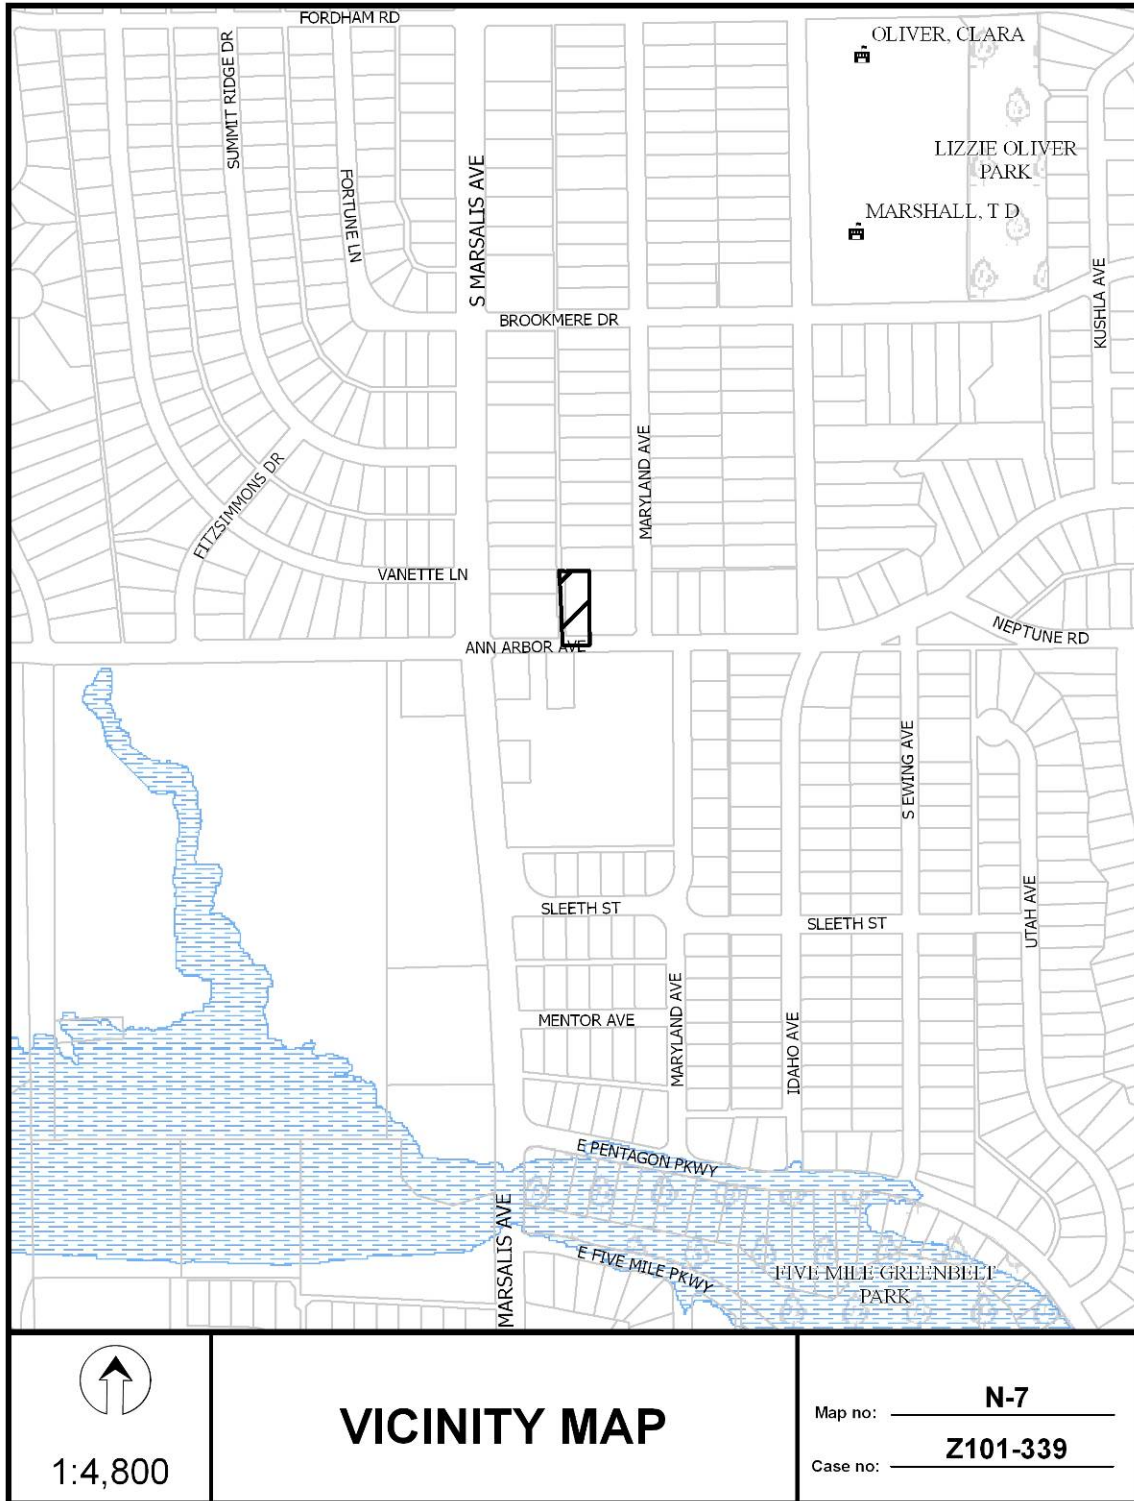 FORDHAM RD
OLIVER, CLARA
SUMMIT RIDGE DR
LIZZIE OLIVER
PARK
FORTUNE LN
S MARSALIS AVE
MARSHALL, T D
KUSHLA AVE
BROOKMERE DR
MARYLAND AVE
FITZSIMMONS DR
VANETTE LN
NEPTUNE RD
ANN ARBOR AVE
S EWING AVE
SLEETH ST
SLEETH ST
UTAH AVE
MARYLAND AVE
MENTOR AVE
IDAHO AVE
E PENTAGON PKWY
MARSALIS AVE
E FIVE MILE PKWY
FIVE MILE GREENBELT
PARK
1:4,800
VICINITY MAP
Map no: N-7
Case no: Z101-339